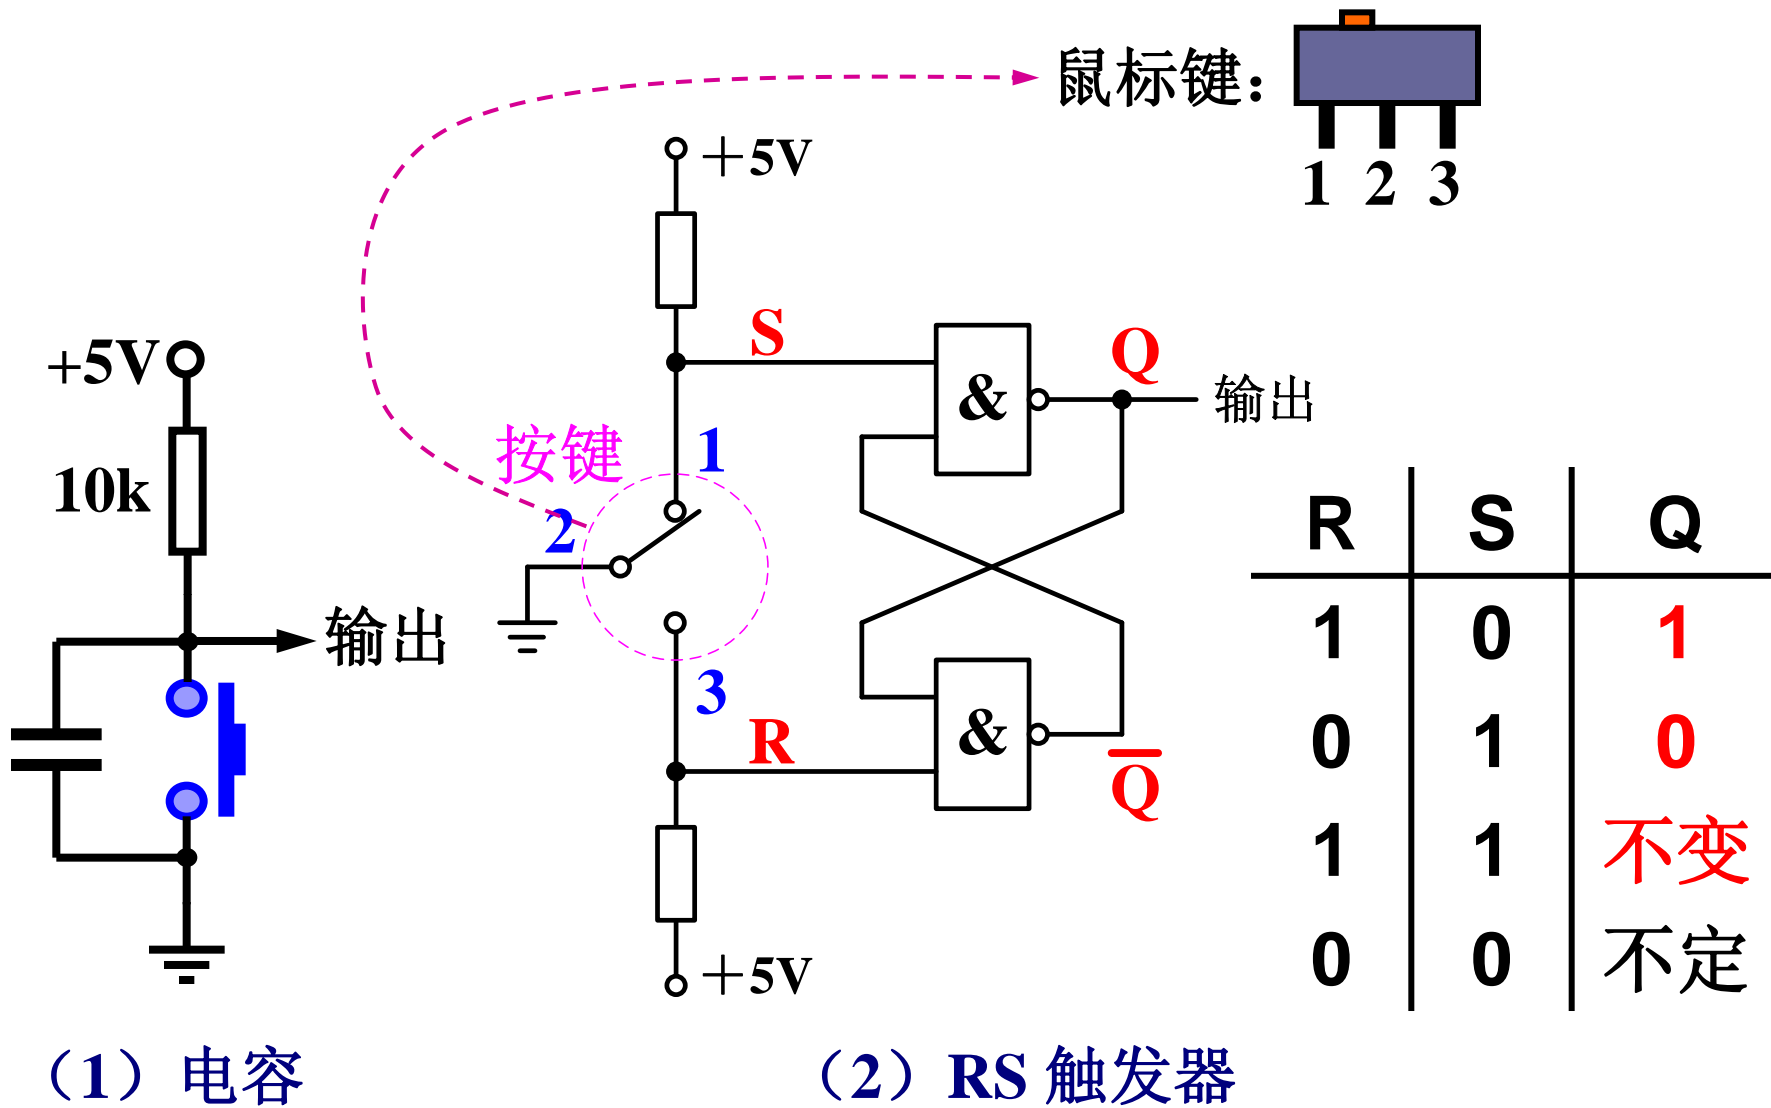 鼠标键：
1 2 3
+5V
S
Q
&
输出
按键
1
2
3
R
&
Q
+5V
+5V
10k
输出
R S Q
1 0 1
0 1 0
1 1 不变
0 0 不定
（1）电容
（2）RS 触发器